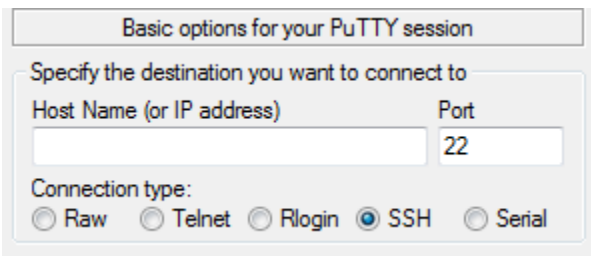 Basic options for your PuTTY session
Specify the destination you want to connect to
Host Name (or IP address) Port
22
Connection type:
Raw Telnet Rlogin SSH Serial